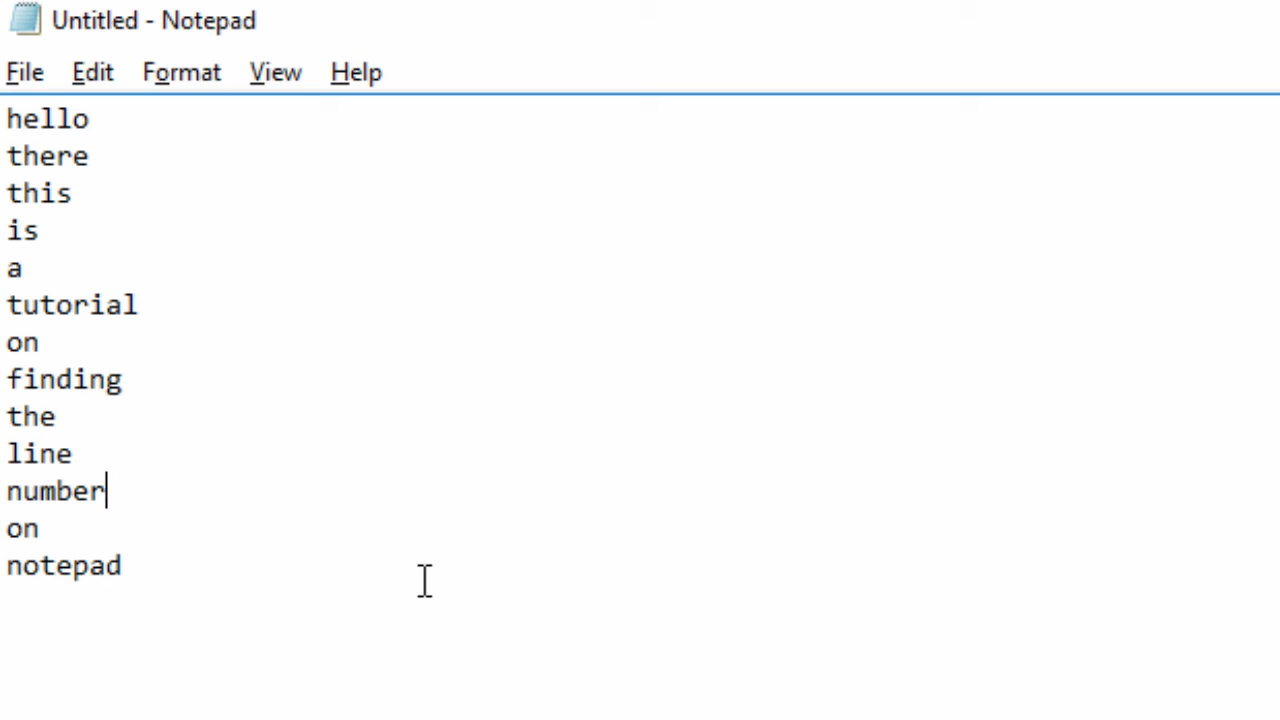 Untitled - Notepad
File Edit Format View Help
hello
there
this
is
a
tutorial
on
finding
the
line
number
on
notepad